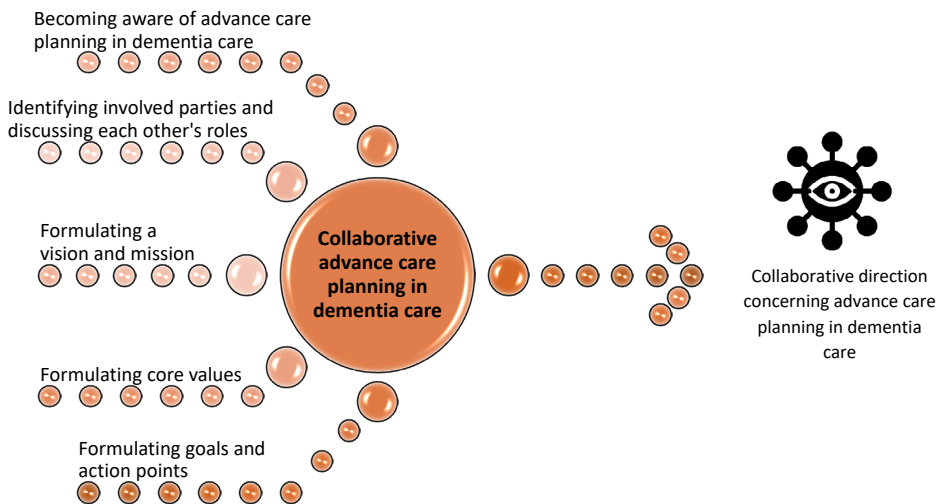 Becoming aware of advance care
planning in dementia care
Identifying involved parties and
discussing each other's roles
Formulating a
vision and mission
Formulating core values
Formulating goals and
action points
Collaborative
advance care
planning in
dementia care
Collaborative direction
concerning advance care
planning in dementia
care